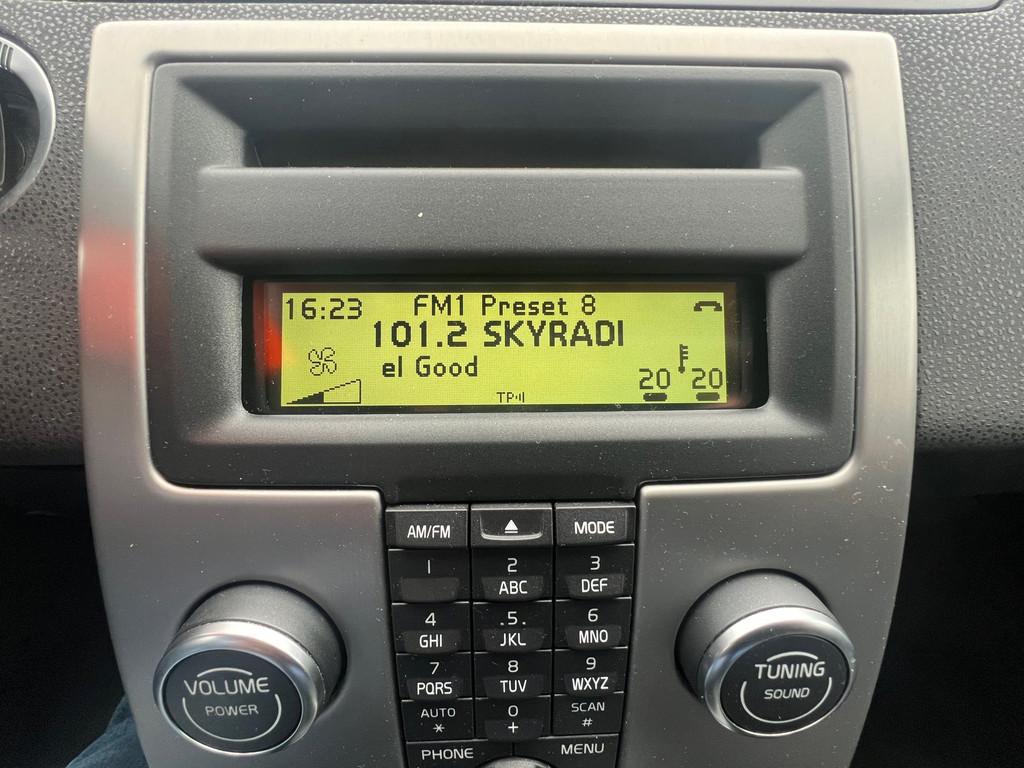 16:23 FM1 Preset 8
101.2 SKYRADI
el Good
20 20
TP
AM/FM MODE
1 2 ABC 3 DEF
4 GHI .5. JKL 6 MNO
7 PQRS 8 TUV 9 WXYZ
AUTO * 0 + SCAN #
PHONE MENU
VOLUME
POWER
TUNING
SOUND